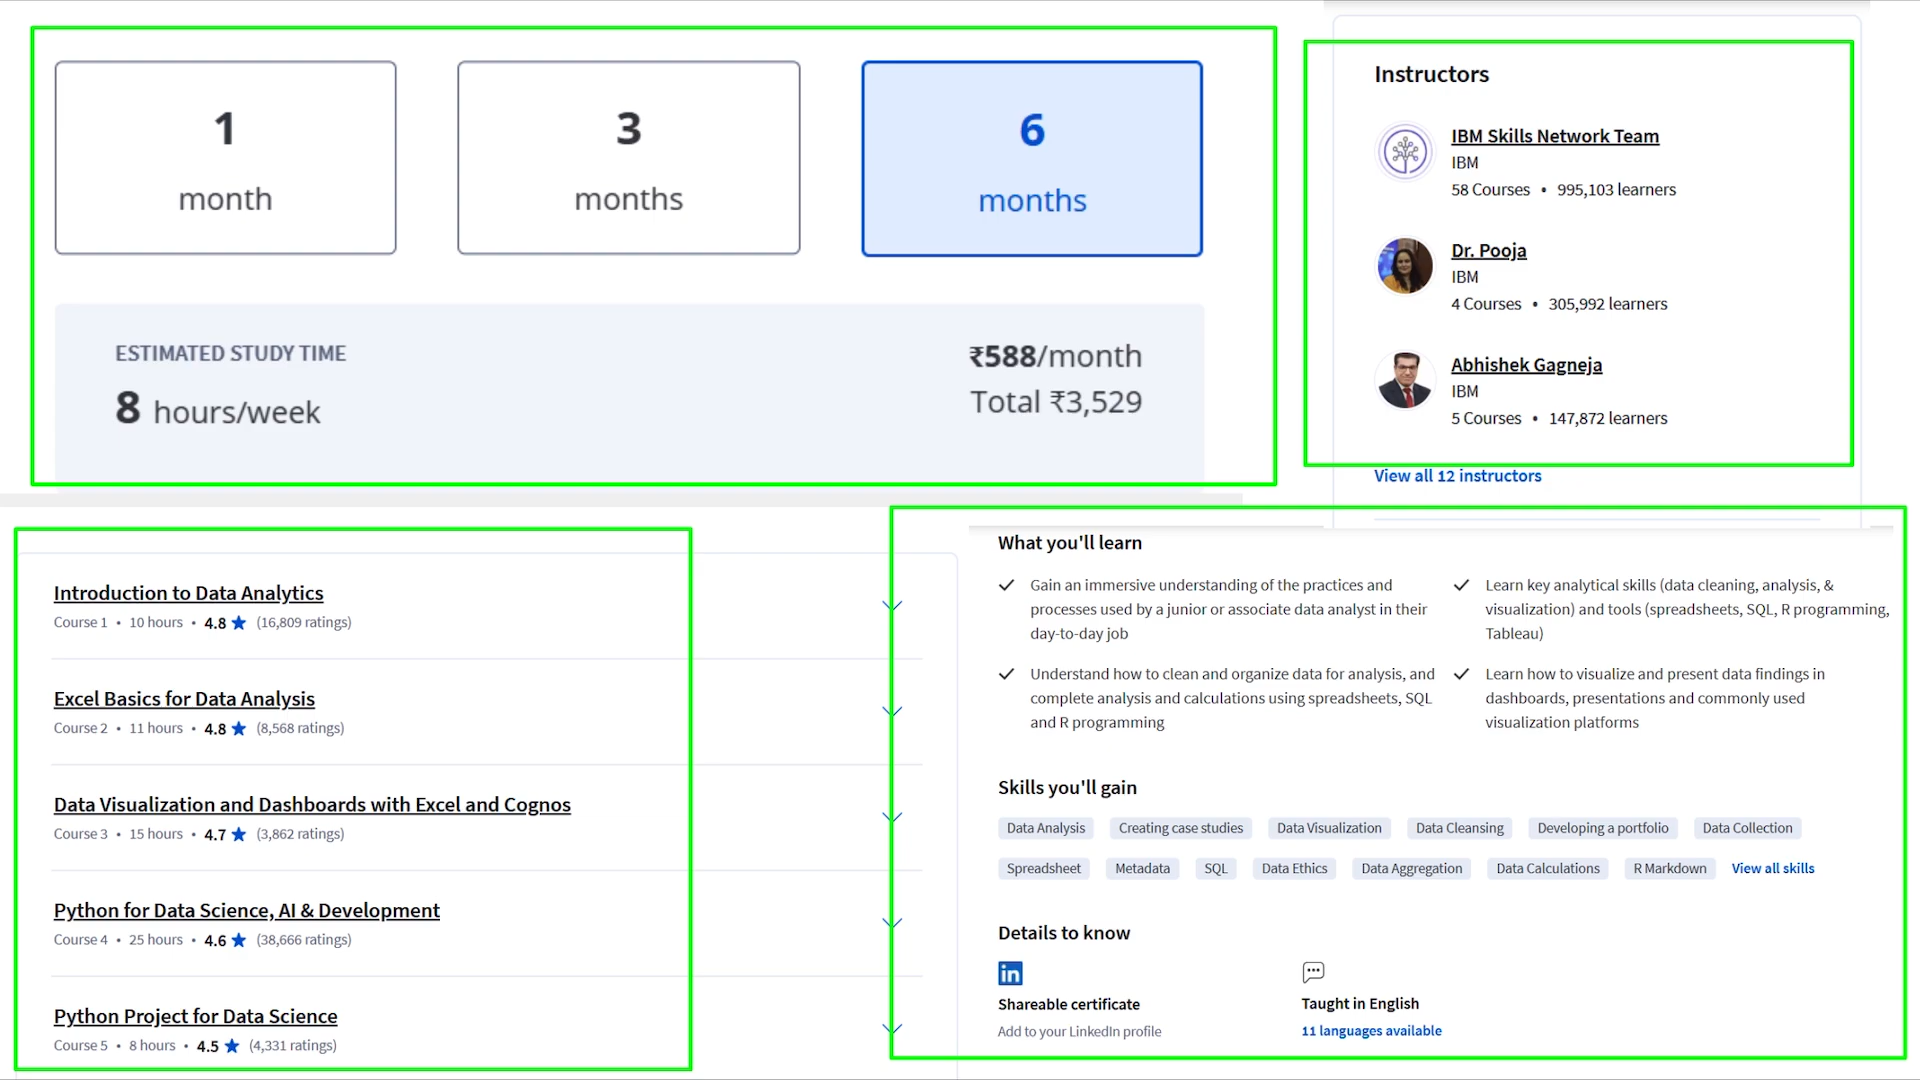 1
month
3
months
6
months
ESTIMATED STUDY TIME
8 hours/week
₹588/month
Total ₹3,529
Instructors
IBM Skills Network Team
IBM
58 Courses • 995,103 learners
Dr. Pooja
IBM
4 Courses • 305,992 learners
Abhishek Gagneja
IBM
5 Courses • 147,872 learners
View all 12 instructors
Introduction to Data Analytics
Course 1 • 10 hours • 4.8 ★ (16,809 ratings)
Excel Basics for Data Analysis
Course 2 • 11 hours • 4.8 ★ (8,568 ratings)
Data Visualization and Dashboards with Excel and Cognos
Course 3 • 15 hours • 4.7 ★ (3,862 ratings)
Python for Data Science, AI & Development
Course 4 • 25 hours • 4.6 ★ (38,666 ratings)
Python Project for Data Science
Course 5 • 8 hours • 4.5 ★ (4,331 ratings)
What you'll learn
Gain an immersive understanding of the practices and
processes used by a junior or associate data analyst in their
day-to-day job
Learn key analytical skills (data cleaning, analysis, &
visualization) and tools (spreadsheets, SQL, R programming,
Tableau)
Understand how to clean and organize data for analysis, and
complete analysis and calculations using spreadsheets, SQL
and R programming
Learn how to visualize and present data findings in
dashboards, presentations and commonly used
visualization platforms
Skills you'll gain
Data Analysis Creating case studies Data Visualization Data Cleansing Developing a portfolio Data Collection
Spreadsheet Metadata SQL Data Ethics Data Aggregation Data Calculations R Markdown View all skills
Details to know
in
Shareable certificate
Add to your LinkedIn profile
Taught in English
11 languages available